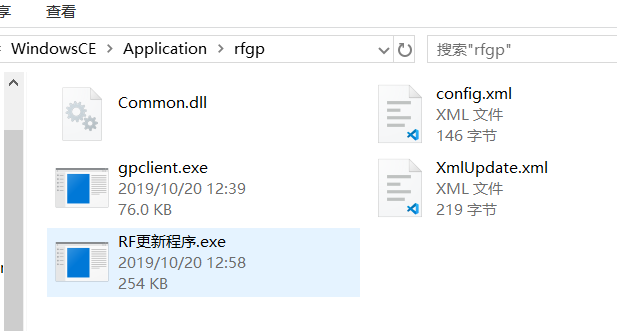 享 查看
WindowsCE > Application > rfgp
搜索"rfgp"
Common.dll
gpclient.exe
2019/10/20 12:39
76.0 KB
RF更新程序.exe
2019/10/20 12:58
254 KB
config.xml
XML 文件
146 字节
XmlUpdate.xml
XML 文件
219 字节